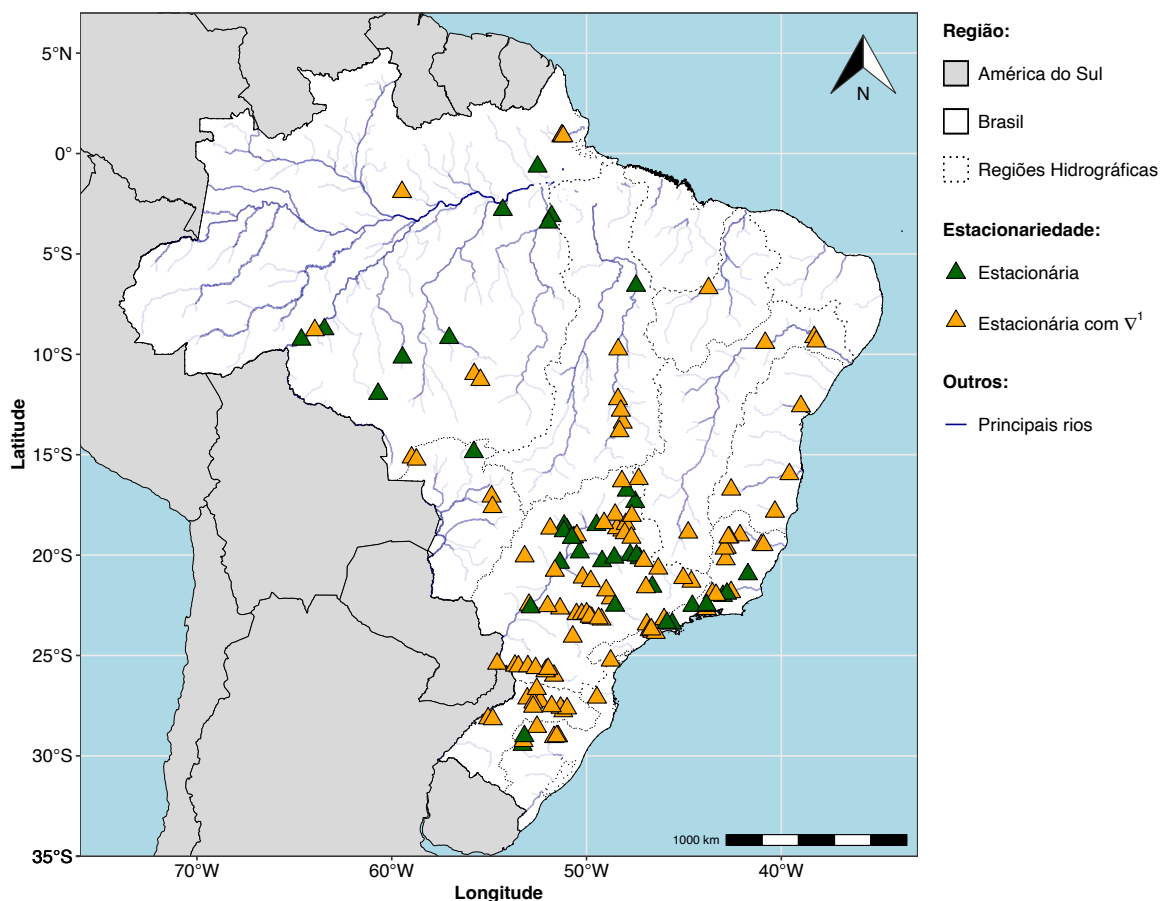 5°N
0°
5°S
10°S
15°S
20°S
25°S
30°S
35°S
70°W
60°W
50°W
40°W
Latitude
Longitude
N
1000 km
Região:
América do Sul
Brasil
Regiões Hidrográficas
Estacionariedade:
Estacionária
Estacionária com ∇¹
Outros:
Principais rios